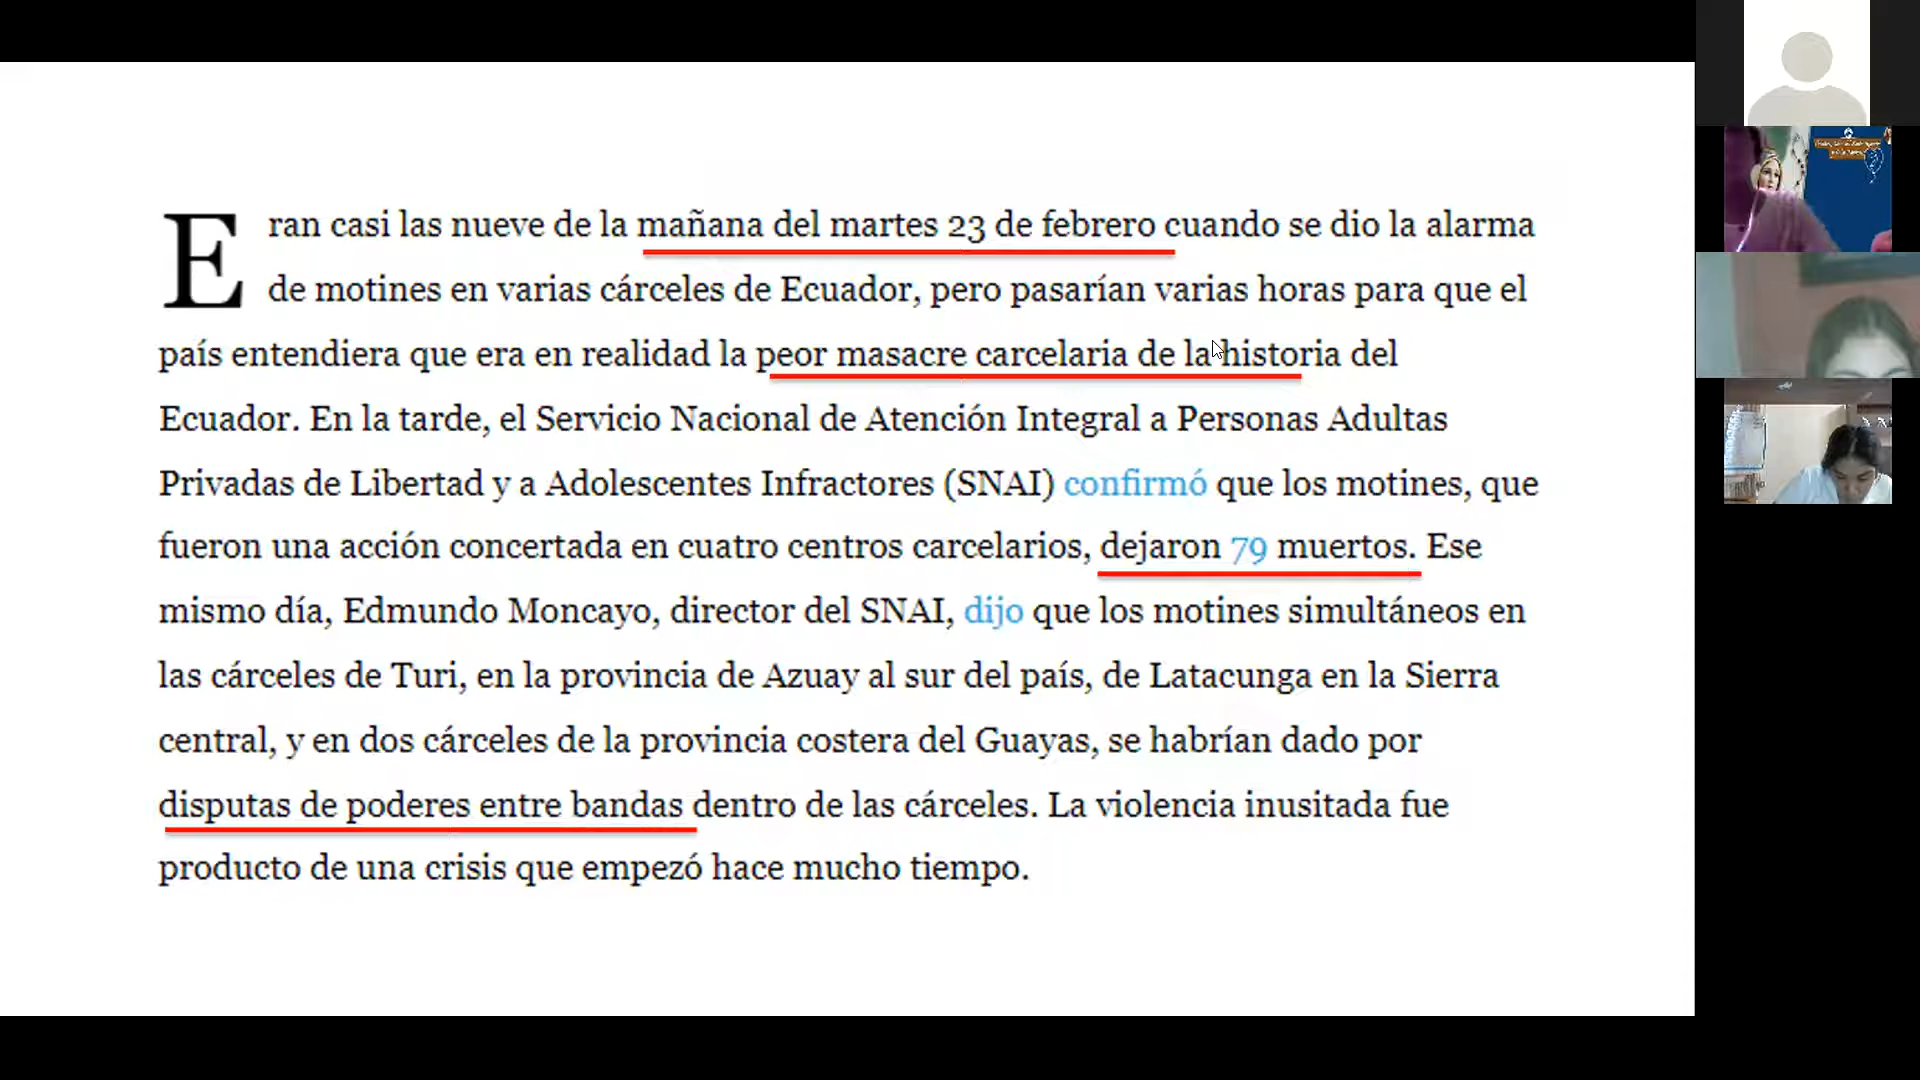 Eran casi las nueve de la mañana del martes 23 de febrero cuando se dio la alarma
de motines en varias cárceles de Ecuador, pero pasarían varias horas para que el
país entendiera que era en realidad la peor masacre carcelaria de la historia del
Ecuador. En la tarde, el Servicio Nacional de Atención Integral a Personas Adultas
Privadas de Libertad y a Adolescentes Infractores (SNAI) confirmó que los motines, que
fueron una acción concertada en cuatro centros carcelarios, dejaron 79 muertos. Ese
mismo día, Edmundo Moncayo, director del SNAI, dijo que los motines simultáneos en
las cárceles de Turi, en la provincia de Azuay al sur del país, de Latacunga en la Sierra
central, y en dos cárceles de la provincia costera del Guayas, se habrían dado por
disputas de poderes entre bandas dentro de las cárceles. La violencia inusitada fue
producto de una crisis que empezó hace mucho tiempo.